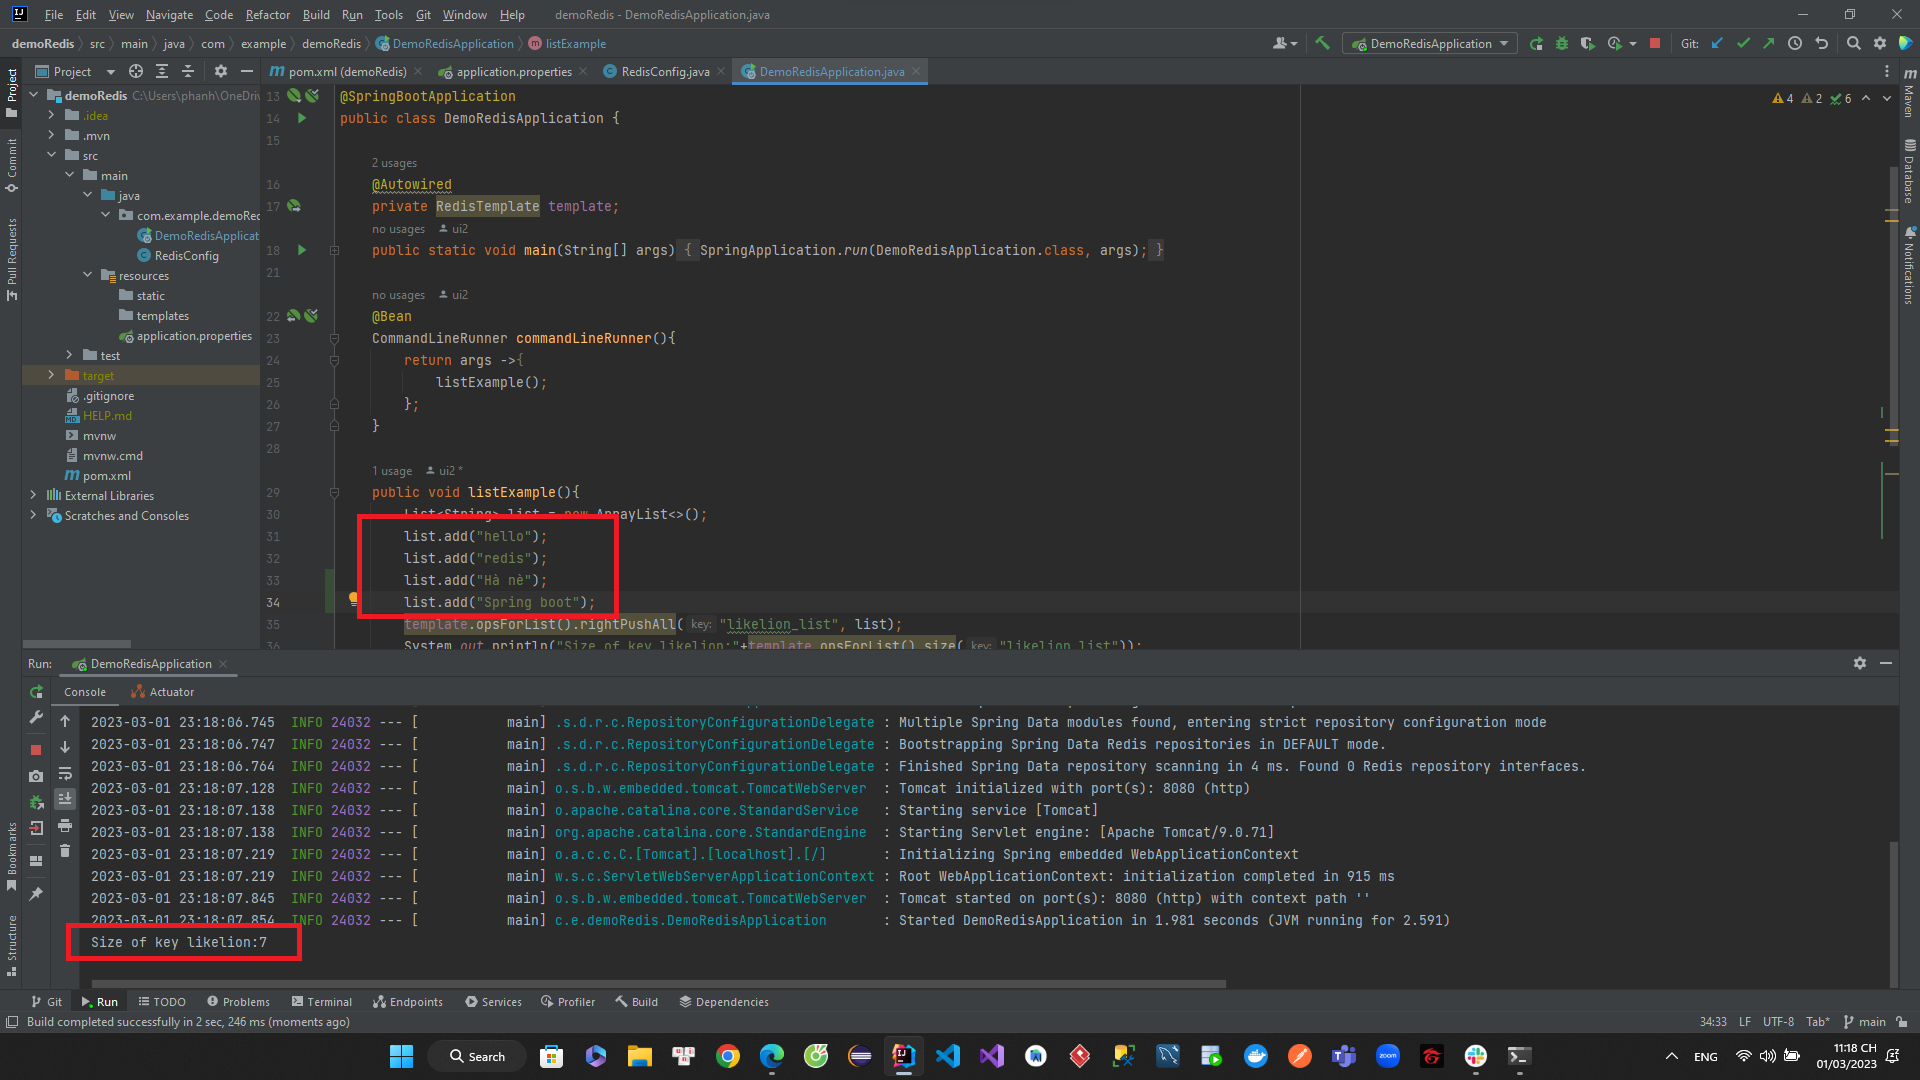 File Edit View Navigate Code Refactor Build Run Tools Git Window Help demoRedis - DemoRedisApplication.java
demoRedis src main java com example demoRedis DemoRedisApplication listExample DemoRedisApplication Git:
Project pom.xml (demoRedis) application.properties RedisConfig.java DemoRedisApplication.java
demoRedis C:\Users\phanh\OneDriv
.idea
.mvn
src
main
java
com.example.demoRed
DemoRedisApplicat
RedisConfig
resources
static
templates
application.properties
test
target
.gitignore
HELP.md
mvnw
mvnw.cmd
pom.xml
External Libraries
Scratches and Consoles
Project
Commit
Pull Requests
Bookmarks
Structure
4 2 6
13 @SpringBootApplication
14 public class DemoRedisApplication {
15
2 usages
16 @Autowired
17 private RedisTemplate template;
no usages ui2
18 public static void main(String[] args) { SpringApplication.run(DemoRedisApplication.class, args); }
21
no usages ui2
22 @Bean
23 CommandLineRunner commandLineRunner(){
24 return args ->{
25 listExample();
26 };
27 }
28
1 usage ui2 *
29 public void listExample(){
30 List<String> list = new ArrayList<>();
31 list.add("hello");
32 list.add("redis");
33 list.add("Hà nè");
34 list.add("Spring boot");
35 template.opsForList().rightPushAll( key: "likelion_list", list);
36 System.out.println("Size of key likelion:"+template.opsForList().size( key: "likelion_list"));
Maven
Database
Notifications
Run: DemoRedisApplication
Console Actuator
2023-03-01 23:18:06.745 INFO 24032 --- [ main] .s.d.r.c.RepositoryConfigurationDelegate : Multiple Spring Data modules found, entering strict repository configuration mode
2023-03-01 23:18:06.747 INFO 24032 --- [ main] .s.d.r.c.RepositoryConfigurationDelegate : Bootstrapping Spring Data Redis repositories in DEFAULT mode.
2023-03-01 23:18:06.764 INFO 24032 --- [ main] .s.d.r.c.RepositoryConfigurationDelegate : Finished Spring Data repository scanning in 4 ms. Found 0 Redis repository interfaces.
2023-03-01 23:18:07.128 INFO 24032 --- [ main] o.s.b.w.embedded.tomcat.TomcatWebServer : Tomcat initialized with port(s): 8080 (http)
2023-03-01 23:18:07.138 INFO 24032 --- [ main] o.apache.catalina.core.StandardService : Starting service [Tomcat]
2023-03-01 23:18:07.138 INFO 24032 --- [ main] org.apache.catalina.core.StandardEngine : Starting Servlet engine: [Apache Tomcat/9.0.71]
2023-03-01 23:18:07.219 INFO 24032 --- [ main] o.a.c.c.C.[Tomcat].[localhost].[/] : Initializing Spring embedded WebApplicationContext
2023-03-01 23:18:07.219 INFO 24032 --- [ main] w.s.c.ServletWebServerApplicationContext : Root WebApplicationContext: initialization completed in 915 ms
2023-03-01 23:18:07.845 INFO 24032 --- [ main] o.s.b.w.embedded.tomcat.TomcatWebServer : Tomcat started on port(s): 8080 (http) with context path ''
2023-03-01 23:18:07.854 INFO 24032 --- [ main] c.e.demoRedis.DemoRedisApplication : Started DemoRedisApplication in 1.981 seconds (JVM running for 2.591)
Size of key likelion:7
Git Run TODO Problems Terminal Endpoints Services Profiler Build Dependencies
Build completed successfully in 2 sec, 246 ms (moments ago) 34:33 LF UTF-8 Tab* main
Search ENG 11:18 CH
01/03/2023